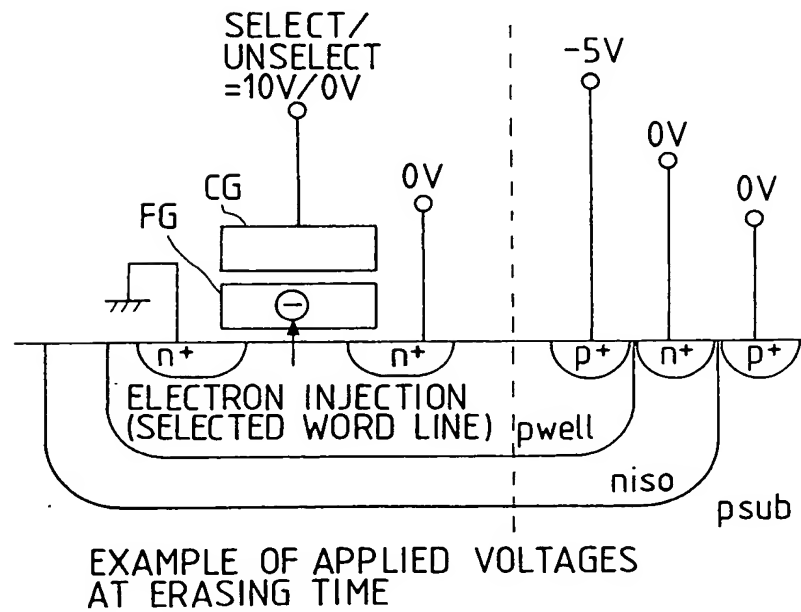 SELECT/
UNSELECT
=10V/0V
-5V
0V
0V
0V
CG
FG
n+
n+
p+
n+
p+
ELECTRON INJECTION
(SELECTED WORD LINE)
pwell
niso
psub
EXAMPLE OF APPLIED VOLTAGES
AT ERASING TIME